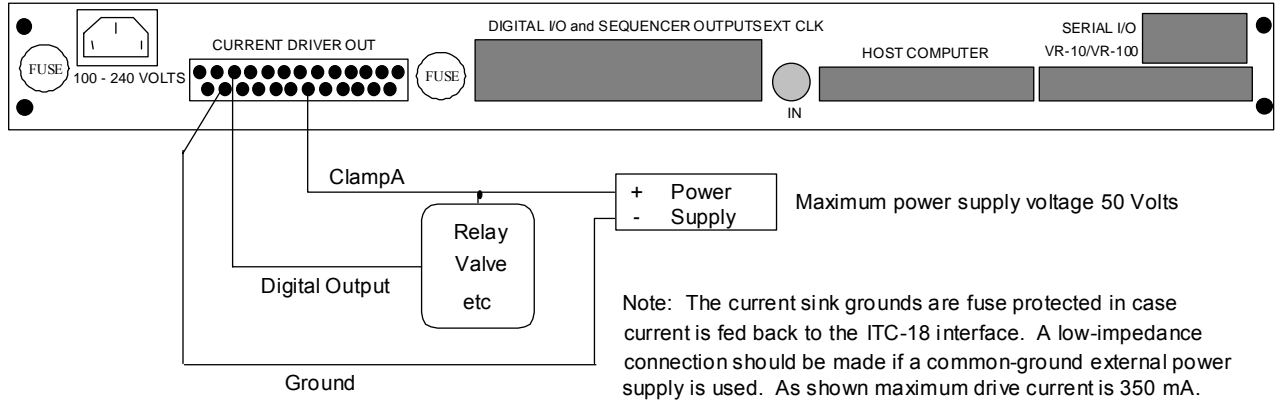 DIGITAL I/O and SEQUENCER OUTPUTS EXT CLK
SERIAL I/O
VR-10/VR-100
CURRENT DRIVER OUT
HOST COMPUTER
FUSE
100 - 240 VOLTS
FUSE
IN
ClampA
+ Power
- Supply
Maximum power supply voltage 50 Volts
Relay
Valve
etc
Digital Output
Ground
Note: The current sink grounds are fuse protected in case
current is fed back to the ITC-18 interface. A low-impedance
connection should be made if a common-ground external power
supply is used. As shown maximum drive current is 350 mA.